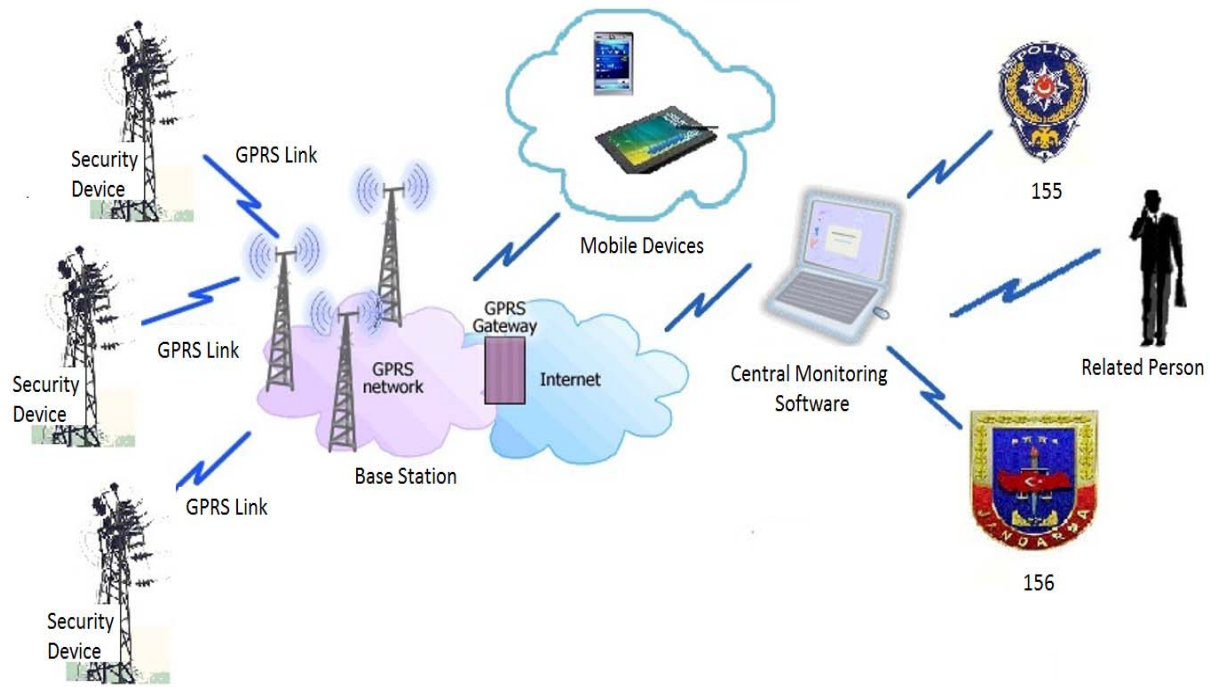 Security
Device
GPRS Link
Security
Device
GPRS Link
Security
Device
GPRS Link
GPRS
network
GPRS
Gateway
Internet
Base Station
Mobile Devices
Central Monitoring
Software
POLİS
155
Related Person
JANDARMA
156